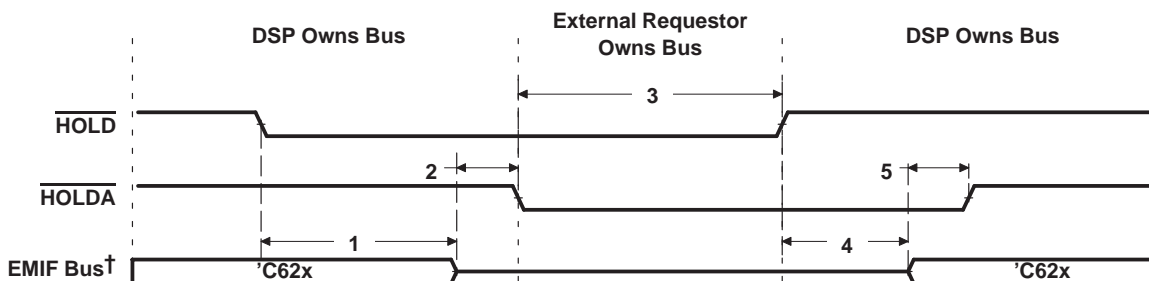 DSP Owns Bus
External Requestor
Owns Bus
DSP Owns Bus
3
HOLD
2
5
HOLDA
1
4
EMIF Bus†
’C62x
’C62x